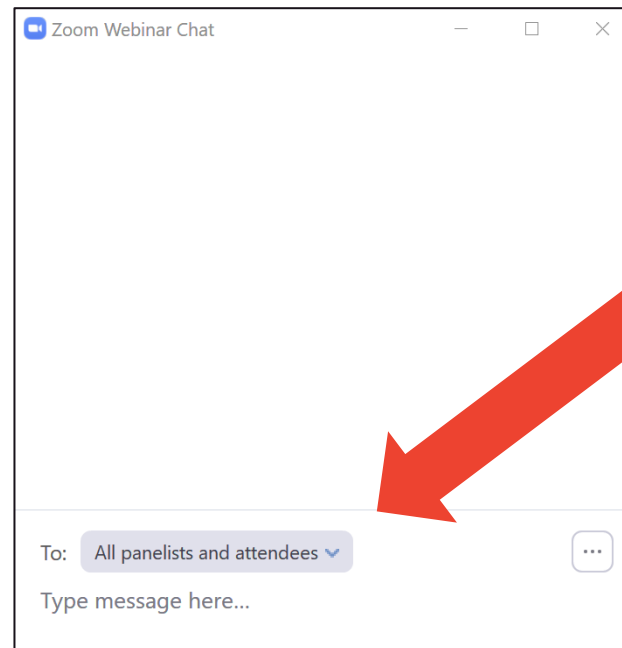 Zoom Webinar Chat
To: All panelists and attendees
Type message here...